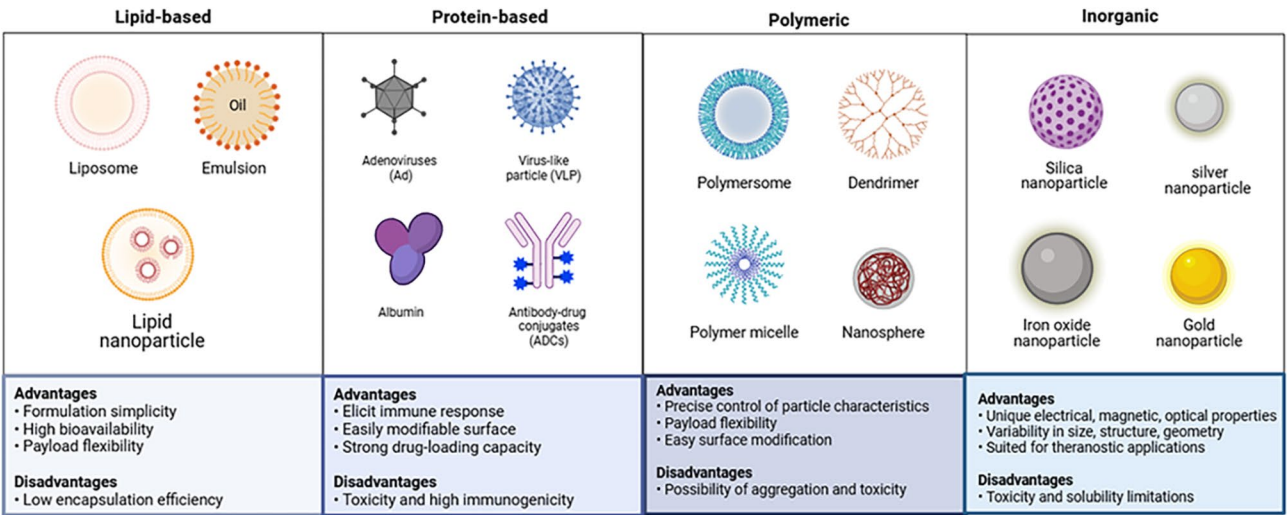 Lipid-based
Liposome
Oil
Emulsion
Lipid
nanoparticle
Advantages
• Formulation simplicity
• High bioavailability
• Payload flexibility
Disadvantages
• Low encapsulation efficiency
Protein-based
Adenoviruses
(Ad)
Virus-like
particle (VLP)
Albumin
Antibody-drug
conjugates
(ADCs)
Advantages
• Elicit immune response
• Easily modifiable surface
• Strong drug-loading capacity
Disadvantages
• Toxicity and high immunogenicity
Polymeric
Polymersome
Dendrimer
Polymer micelle
Nanosphere
Advantages
• Precise control of particle characteristics
• Payload flexibility
• Easy surface modification
Disadvantages
• Possibility of aggregation and toxicity
Inorganic
Silica
nanoparticle
silver
nanoparticle
Iron oxide
nanoparticle
Gold
nanoparticle
Advantages
• Unique electrical, magnetic, optical properties
• Variability in size, structure, geometry
• Suited for theranostic applications
Disadvantages
• Toxicity and solubility limitations